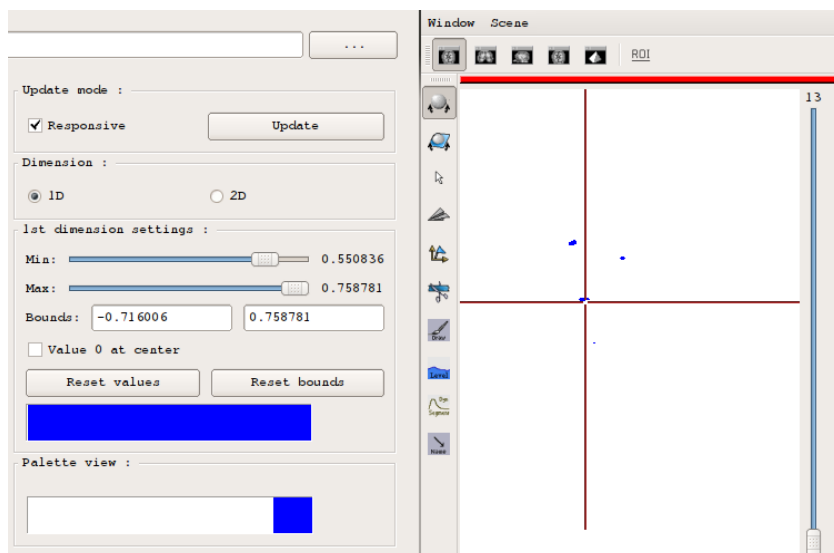 ...
Update mode :
Responsive
Update
Dimension :
1D
2D
1st dimension settings :
Min:
0.550836
Max:
0.758781
Bounds:
-0.716006
0.758781
Value 0 at center
Reset values
Reset bounds
Palette view :
Window Scene
ROI
13
Draw
Level
Dyn
Segment
Name